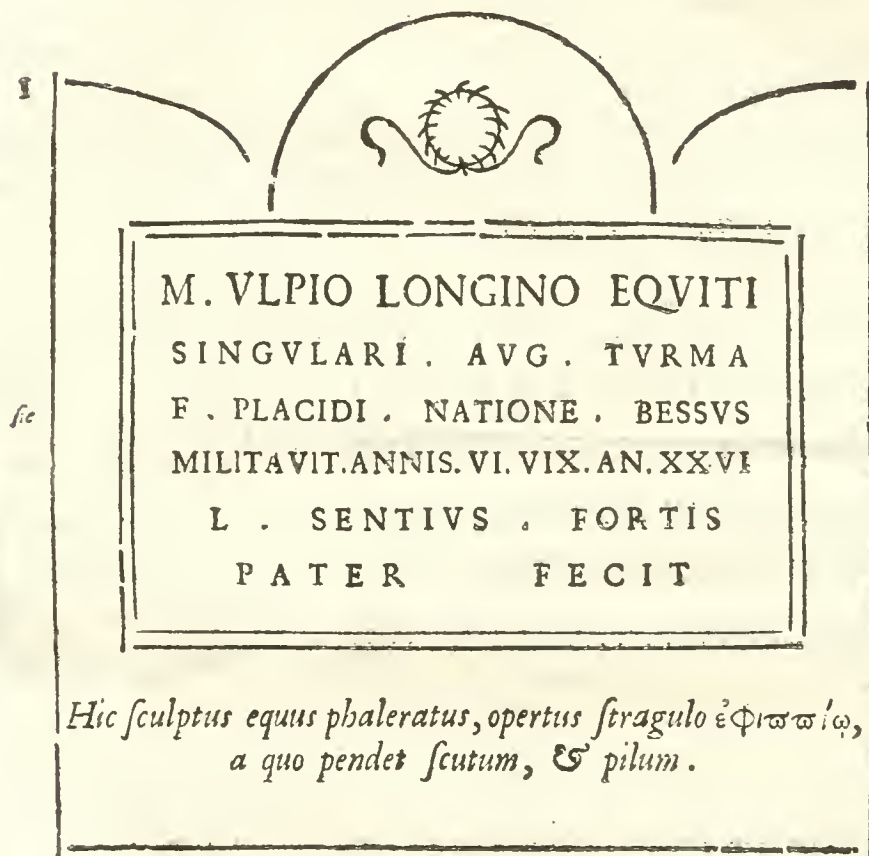 I
M. VLPIO LONGINO EQVITI
SINGVLARI. AVG. TVRMA
ſic
F. PLACIDI. NATIONE. BESSVS
MILITAVIT.ANNIS.VI.VIX.AN.XXVI
L. SENTIVS. FORTIS
PATER FECIT
Hic ſculptus equus phaleratus, opertus ſtragulo ἐφιϖϖίῳ,
a quo pendet ſcutum, & pilum.